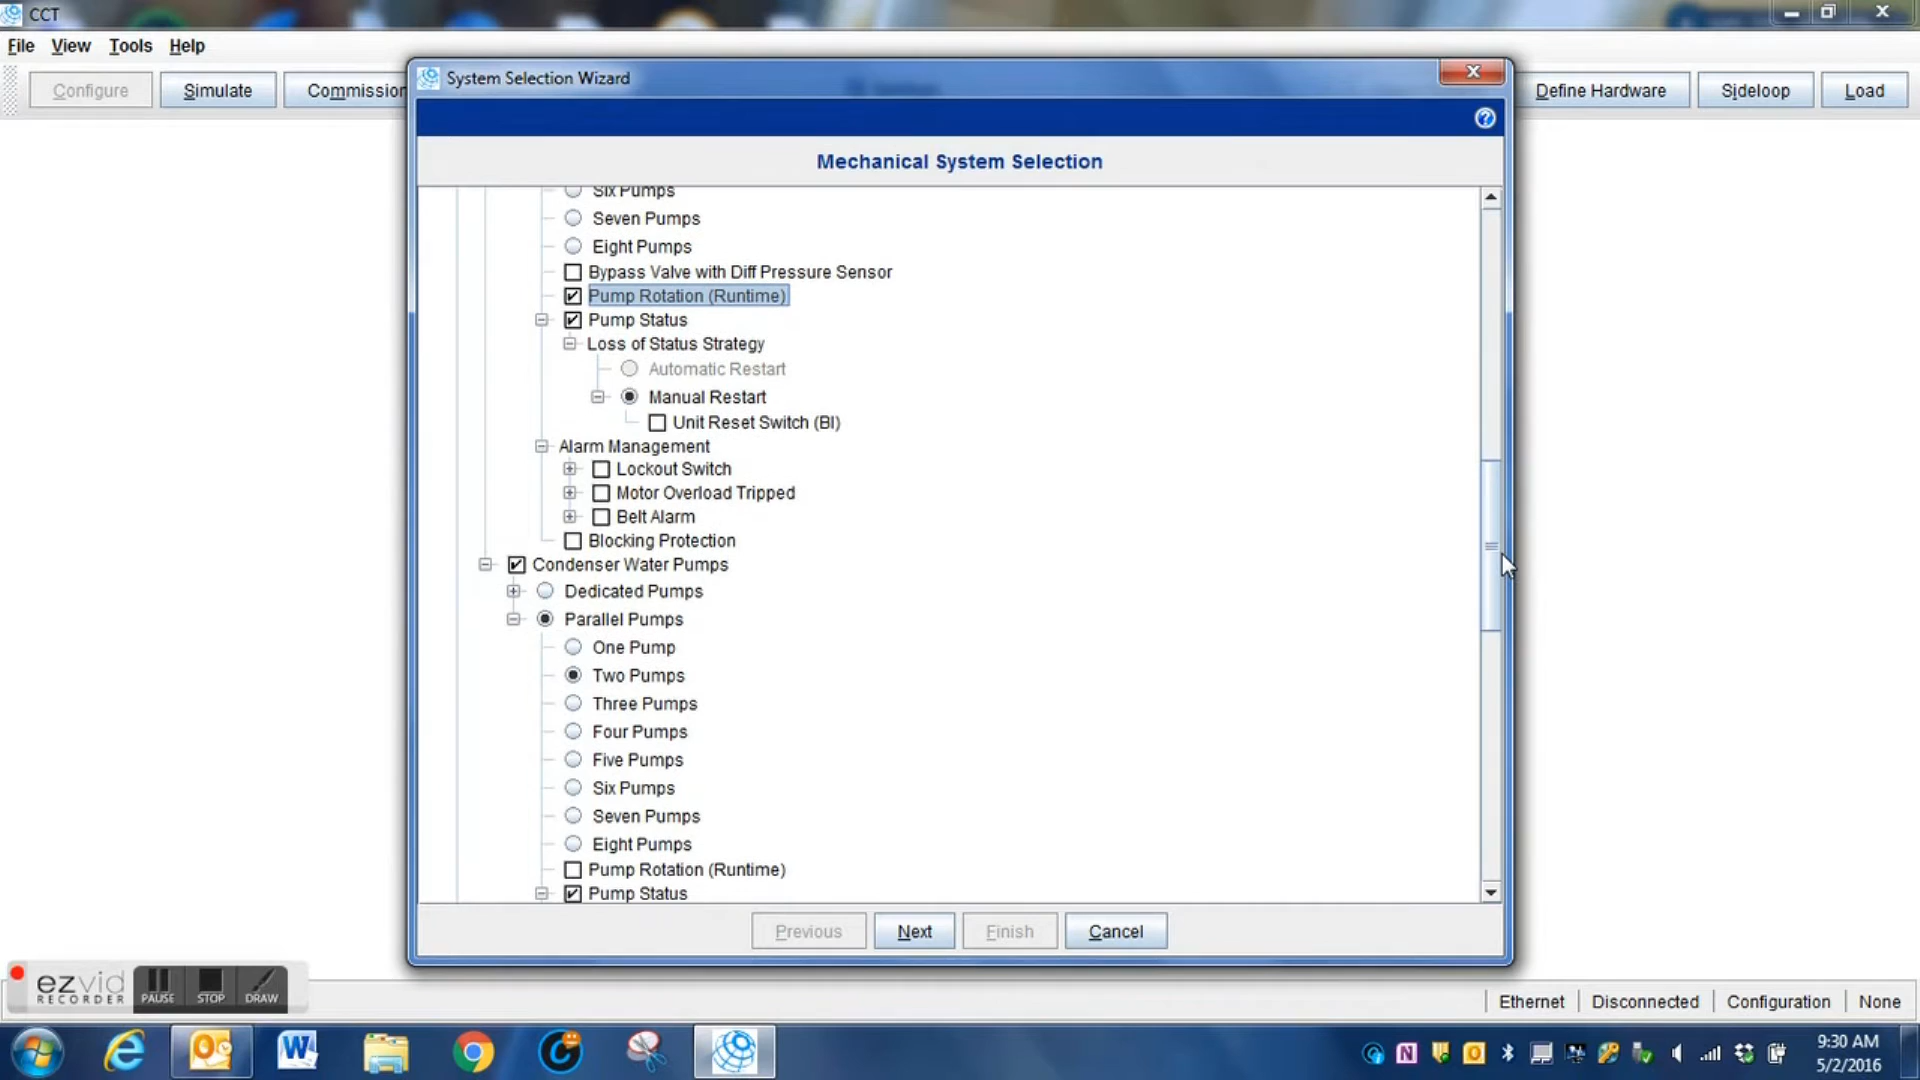 CCT
File View Tools Help
Configure Simulate Commission Define Hardware Sideloop Load
System Selection Wizard
Mechanical System Selection
Six Pumps
Seven Pumps
Eight Pumps
Bypass Valve with Diff Pressure Sensor
Pump Rotation (Runtime)
Pump Status
Loss of Status Strategy
Automatic Restart
Manual Restart
Unit Reset Switch (BI)
Alarm Management
Lockout Switch
Motor Overload Tripped
Belt Alarm
Blocking Protection
Condenser Water Pumps
Dedicated Pumps
Parallel Pumps
One Pump
Two Pumps
Three Pumps
Four Pumps
Five Pumps
Six Pumps
Seven Pumps
Eight Pumps
Pump Rotation (Runtime)
Pump Status
Previous Next Finish Cancel
ezvid
RECORDER PAUSE STOP DRAW
Ethernet Disconnected Configuration None
9:30 AM
5/2/2016